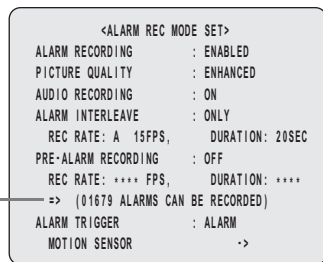 <ALARM REC MODE SET>
ALARM RECORDING : ENABLED
PICTURE QUALITY : ENHANCED
AUDIO RECORDING : ON
ALARM INTERLEAVE : ONLY
REC RATE: A 15FPS, DURATION: 20SEC
PRE-ALARM RECORDING : OFF
REC RATE: **** FPS, DURATION: ****
=> (01679 ALARMS CAN BE RECORDED)
ALARM TRIGGER : ALARM
MOTION SENSOR ->